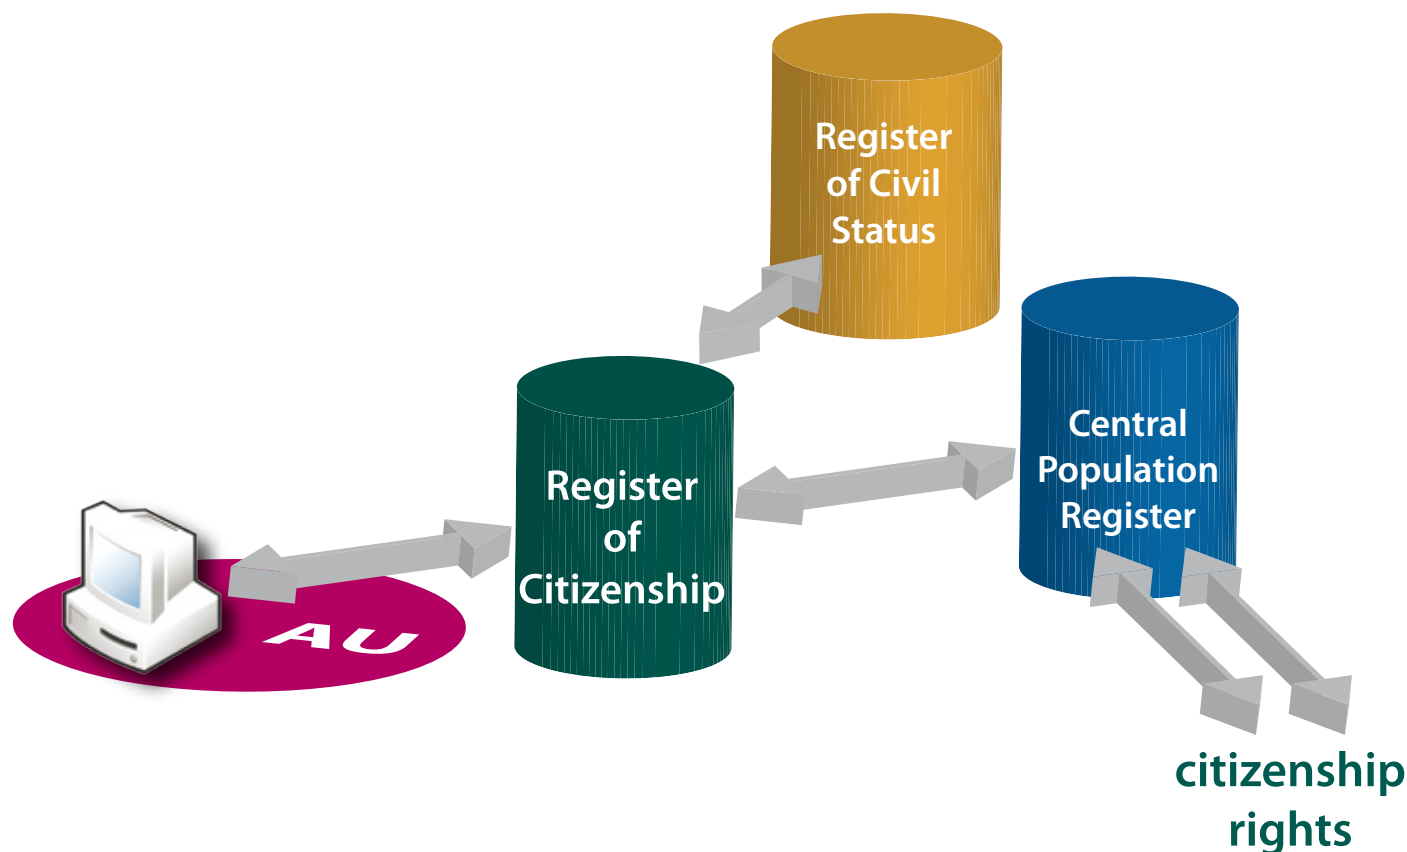 Register
of Civil
Status
Central
Population
Register
Register
of
Citizenship
AU
citizenship
rights